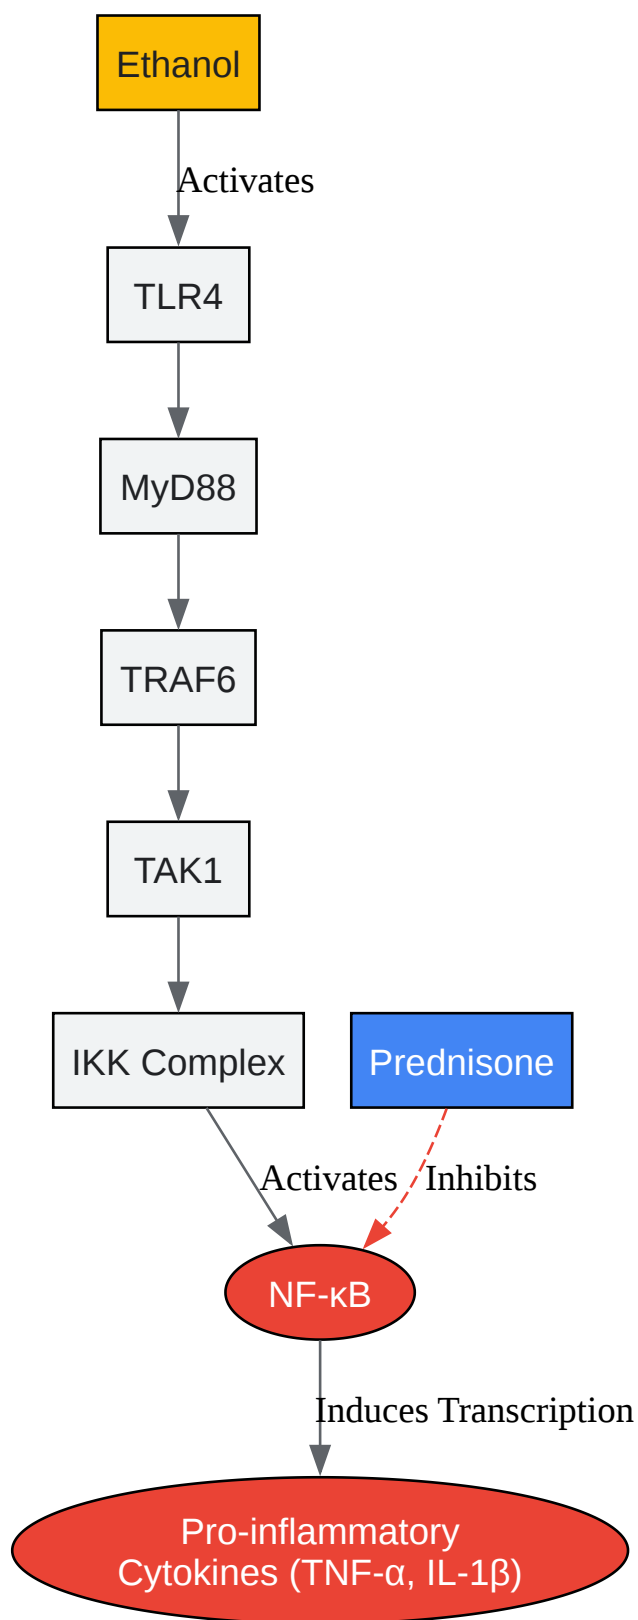 Ethanol
Activates
TLR4
MyD88
TRAF6
TAK1
IKK Complex
Prednisone
Activates
Inhibits
NF-κB
Induces Transcription
Pro-inflammatory
Cytokines (TNF-α, IL-1β)